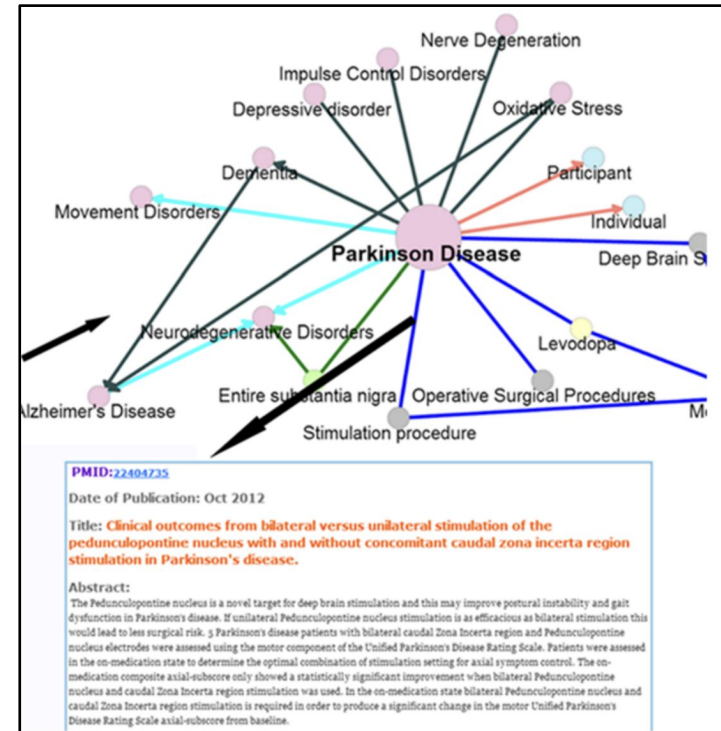 Nerve Degeneration
Impulse Control Disorders
Depressive disorder
Oxidative Stress
Dementia
Participant
Movement Disorders
Individual
Parkinson Disease
Deep Brain S
Neurodegenerative Disorders
Levodopa
Entire substantia nigra
Operative Surgical Procedures
Alzheimer's Disease
M
Stimulation procedure
PMID:22404735
Date of Publication: Oct 2012
Title: Clinical outcomes from bilateral versus unilateral stimulation of the
pedunculopontine nucleus with and without concomitant caudal zona incerta region
stimulation in Parkinson's disease.
Abstract:
The Pedunculopontine nucleus is a novel target for deep brain stimulation and this may improve postural instability and gait
dysfunction in Parkinson's disease. If unilateral Pedunculopontine nucleus stimulation is as efficacious as bilateral stimulation this
would lead to less surgical risk. 5 Parkinson's disease patients with bilateral caudal Zona Incerta region and Pedunculopontine
nucleus electrodes were assessed using the motor component of the Unified Parkinson's Disease Rating Scale. Patients were assessed
in the on-medication state to determine the optimal combination of stimulation setting for axial symptom control. The on-
medication composite axial-subscore only showed a statistically significant improvement when bilateral Pedunculopontine
nucleus and caudal Zona Incerta region stimulation was used. In the on-medication state bilateral Pedunculopontine nucleus and
caudal Zona Incerta region stimulation is required in order to produce a significant change in the motor Unified Parkinson's
Disease Rating Scale axial-subscore from baseline.